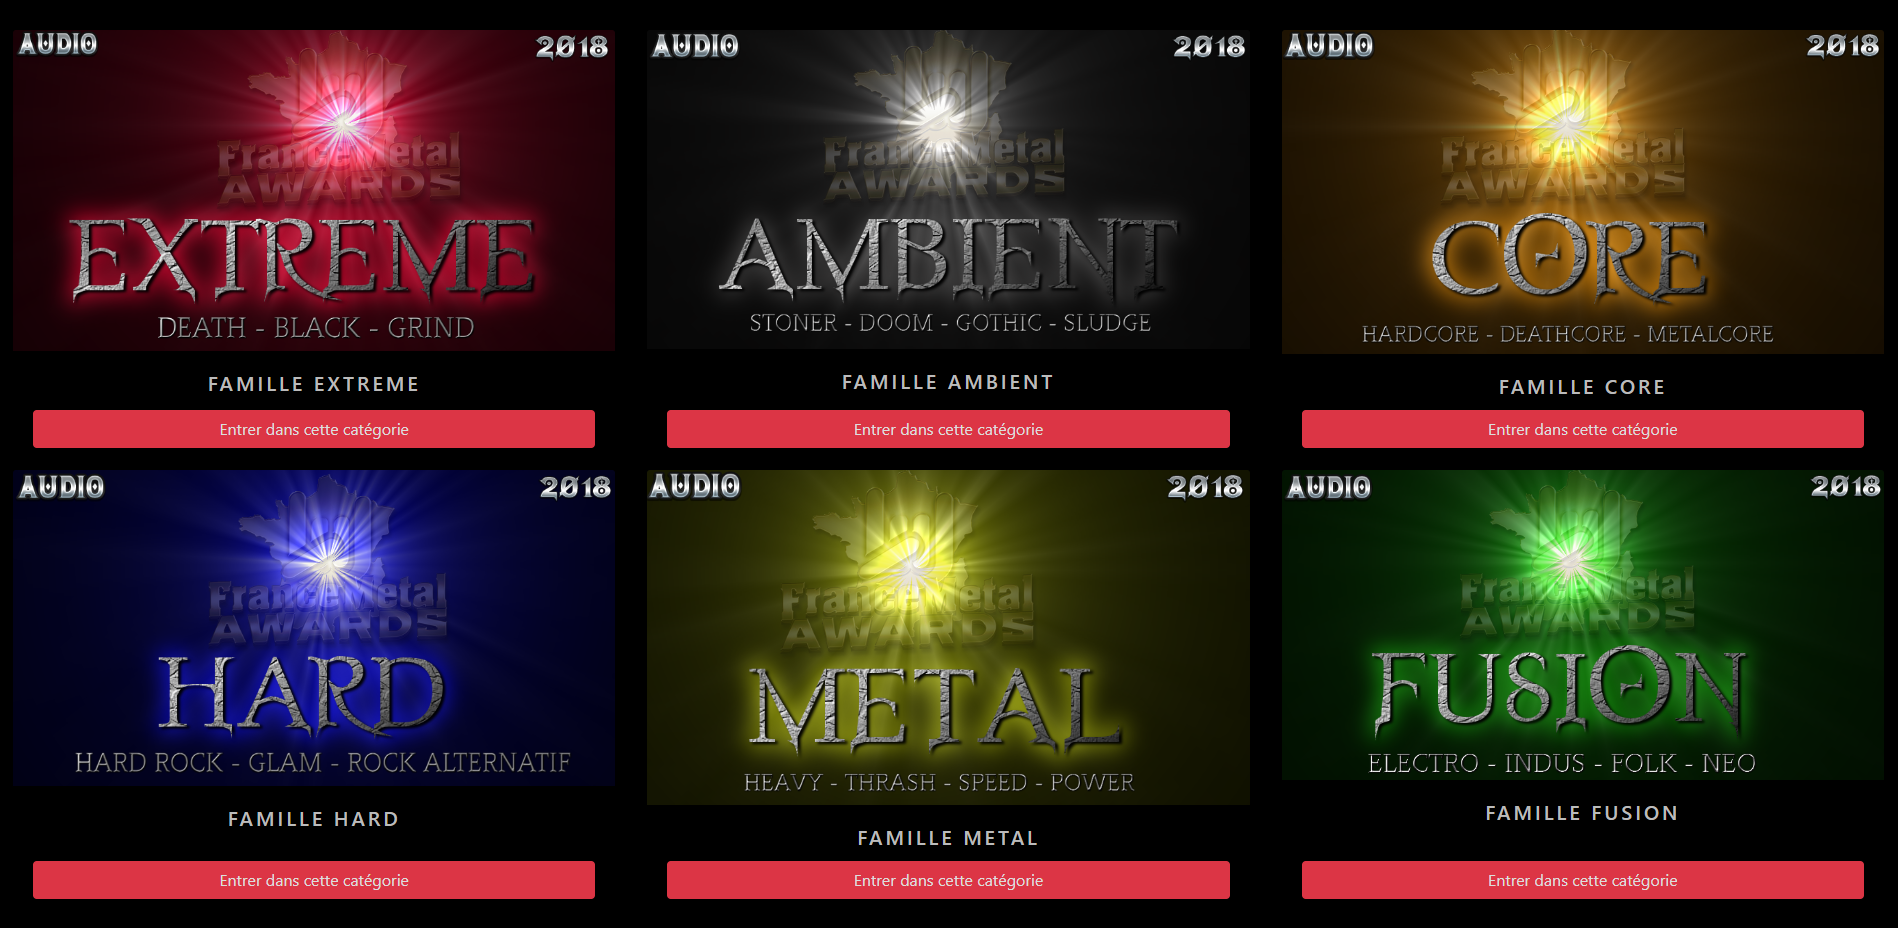 AUDIO
2018
FranceMetal
AWARDS
EXTREME
DEATH - BLACK - GRIND
FAMILLE EXTREME
Entrer dans cette catégorie
AUDIO
2018
FranceMetal
AWARDS
AMBIENT
STONER - DOOM - GOTHIC - SLUDGE
FAMILLE AMBIENT
Entrer dans cette catégorie
AUDIO
2018
FranceMetal
AWARDS
CORE
HARDCORE - DEATHCORE - METALCORE
FAMILLE CORE
Entrer dans cette catégorie
AUDIO
2018
FranceMetal
AWARDS
HARD
HARD ROCK - GLAM - ROCK ALTERNATIF
FAMILLE HARD
Entrer dans cette catégorie
AUDIO
2018
FranceMetal
AWARDS
METAL
HEAVY - THRASH - SPEED - POWER
FAMILLE METAL
Entrer dans cette catégorie
AUDIO
2018
FranceMetal
AWARDS
FUSION
ELECTRO - INDUS - FOLK - NEO
FAMILLE FUSION
Entrer dans cette catégorie